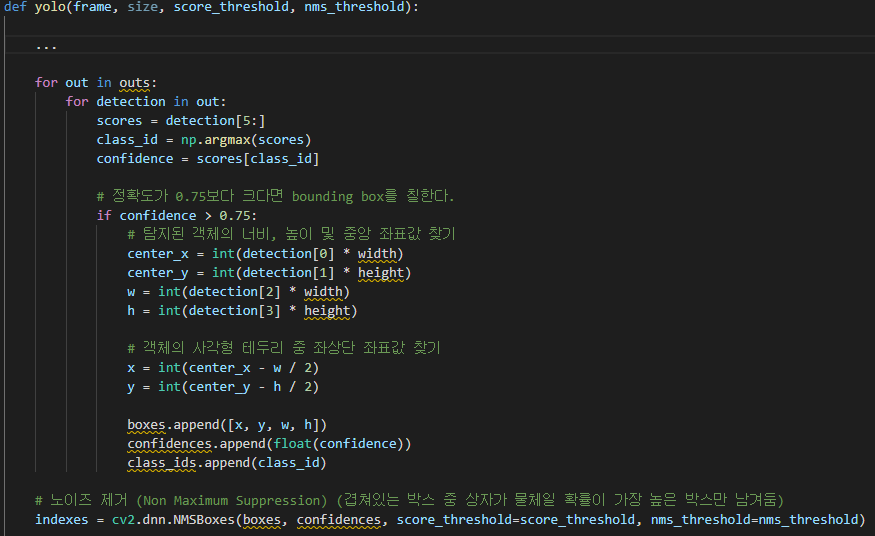 def yolo(frame, size, score_threshold, nms_threshold):
...
for out in outs:
for detection in out:
scores = detection[5:]
class_id = np.argmax(scores)
confidence = scores[class_id]
# 정확도가 0.75보다 크다면 bounding box를 칠한다.
if confidence > 0.75:
# 탐지된 객체의 너비, 높이 및 중앙 좌표값 찾기
center_x = int(detection[0] * width)
center_y = int(detection[1] * height)
w = int(detection[2] * width)
h = int(detection[3] * height)
# 객체의 사각형 테두리 중 좌상단 좌표값 찾기
x = int(center_x - w / 2)
y = int(center_y - h / 2)
boxes.append([x, y, w, h])
confidences.append(float(confidence))
class_ids.append(class_id)
# 노이즈 제거 (Non Maximum Suppression) (겹쳐있는 박스 중 상자가 물체일 확률이 가장 높은 박스만 남겨둠)
indexes = cv2.dnn.NMSBoxes(boxes, confidences, score_threshold=score_threshold, nms_threshold=nms_threshold)